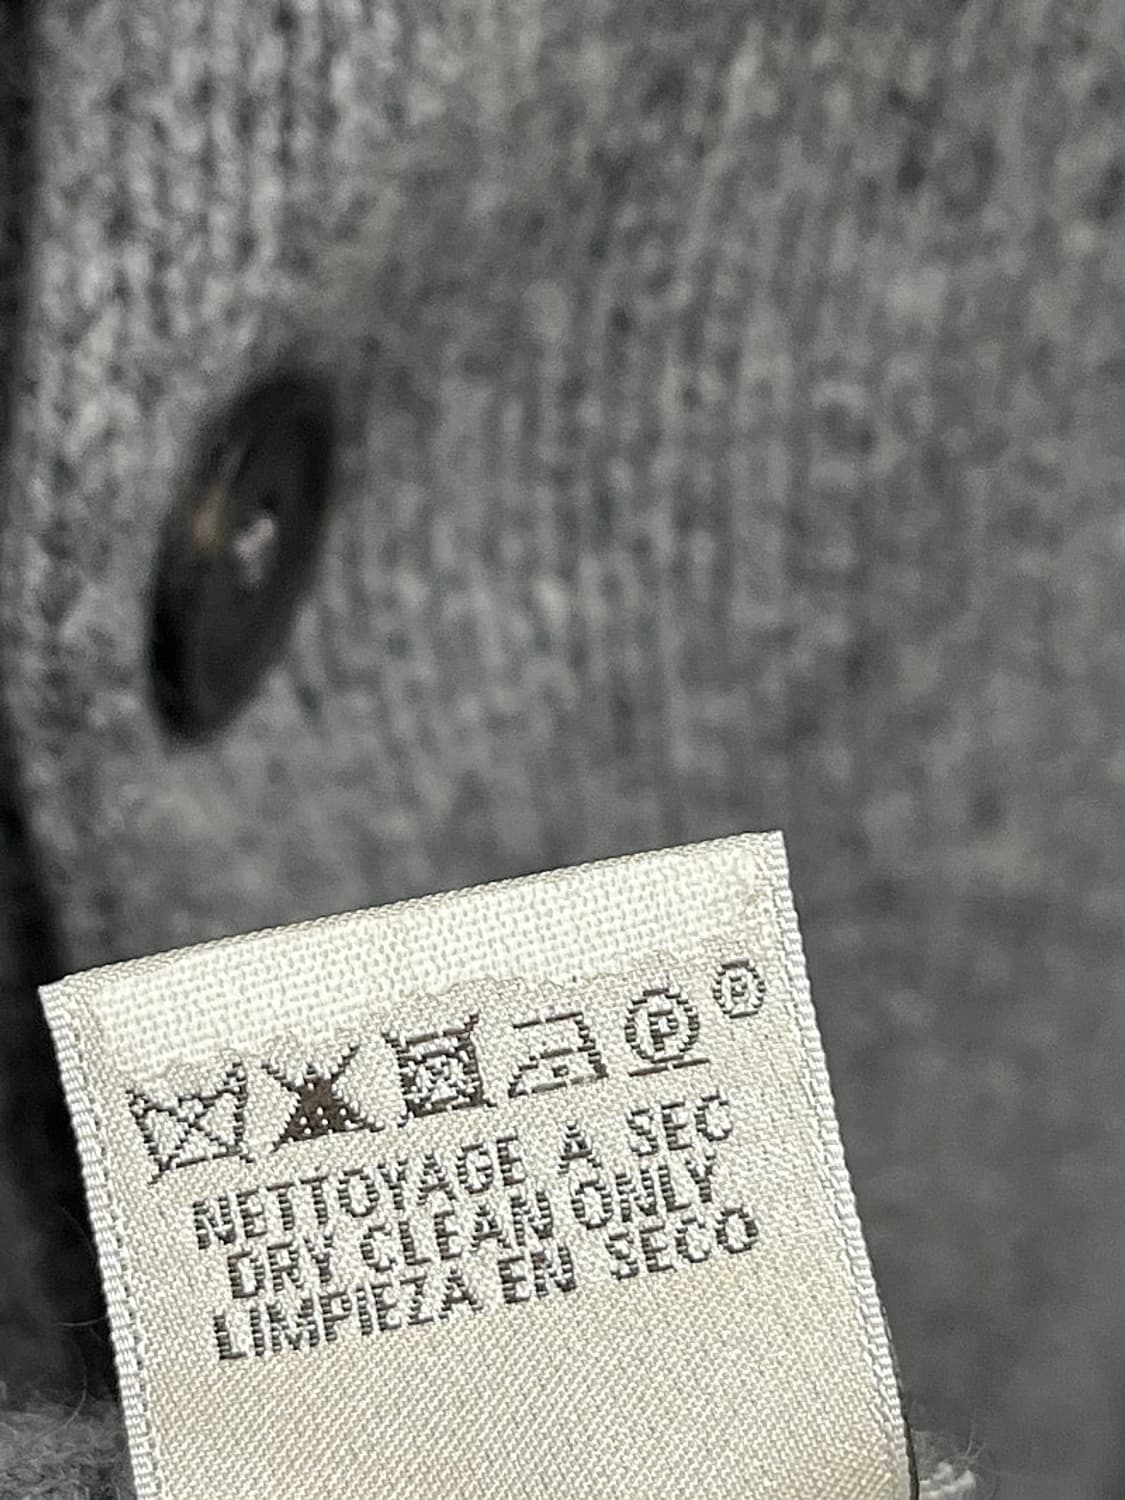 P ®
NETTOYAGE A SEC
DRY CLEAN ONLY
LIMPIEZA EN SECO